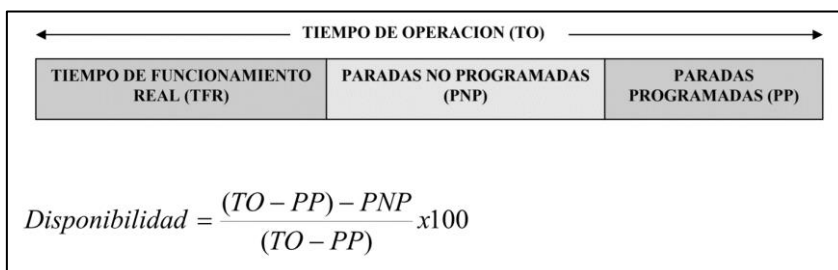 TIEMPO DE OPERACION (TO)
TIEMPO DE FUNCIONAMIENTO
REAL (TFR)
PARADAS NO PROGRAMADAS
(PNP)
PARADAS
PROGRAMADAS (PP)
Disponibilidad = \frac{(TO - PP) - PNP}{(TO - PP)} x100